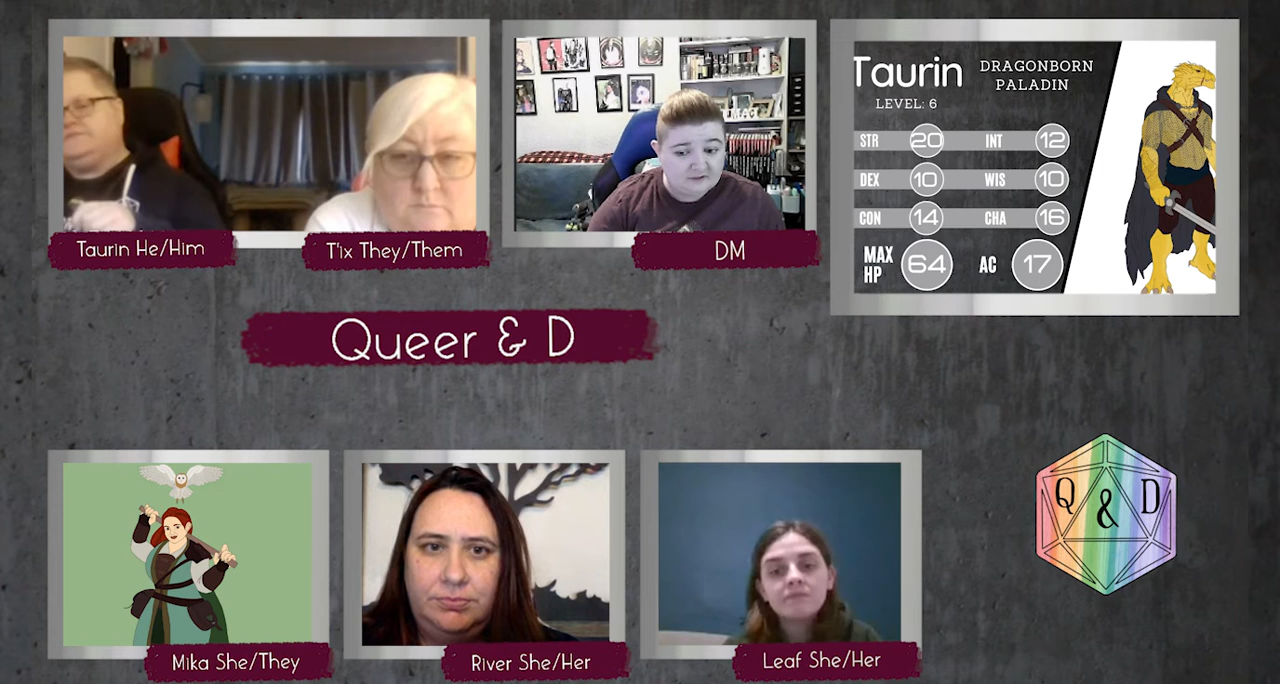 Taurin
DRAGONBORN
PALADIN
LEVEL: 6
STR 20 INT 12
DEX 10 WIS 10
CON 14 CHA 16
MAX
HP 64 AC 17
Taurin He/Him
T'ix They/Them
DM
Queer & D
Q & D
Mika She/They
River She/Her
Leaf She/Her